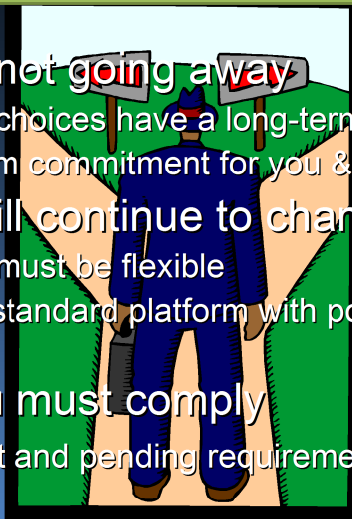 not going away
choices have a long-term
m commitment for you &
ill continue to chan
must be flexible
standard platform with po
u must comply
t and pending requireme